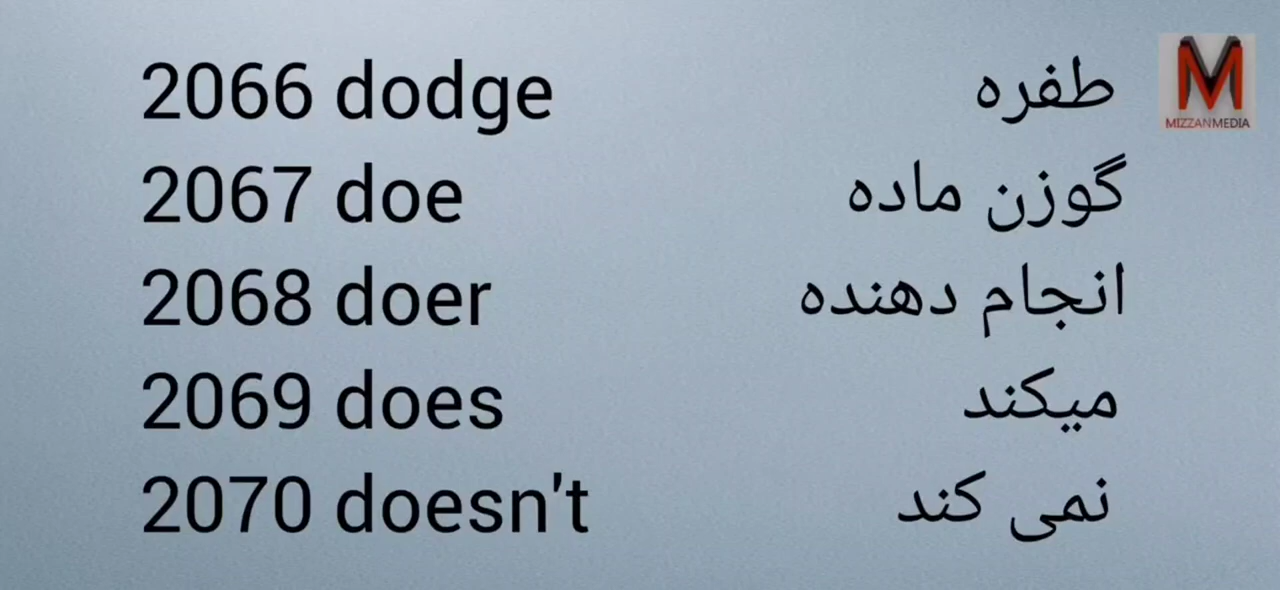 2066 dodge طفره
2067 doe گوزن ماده
2068 doer انجام دهنده
2069 does میکند
2070 doesn't نمی کند
MIZZANMEDIA